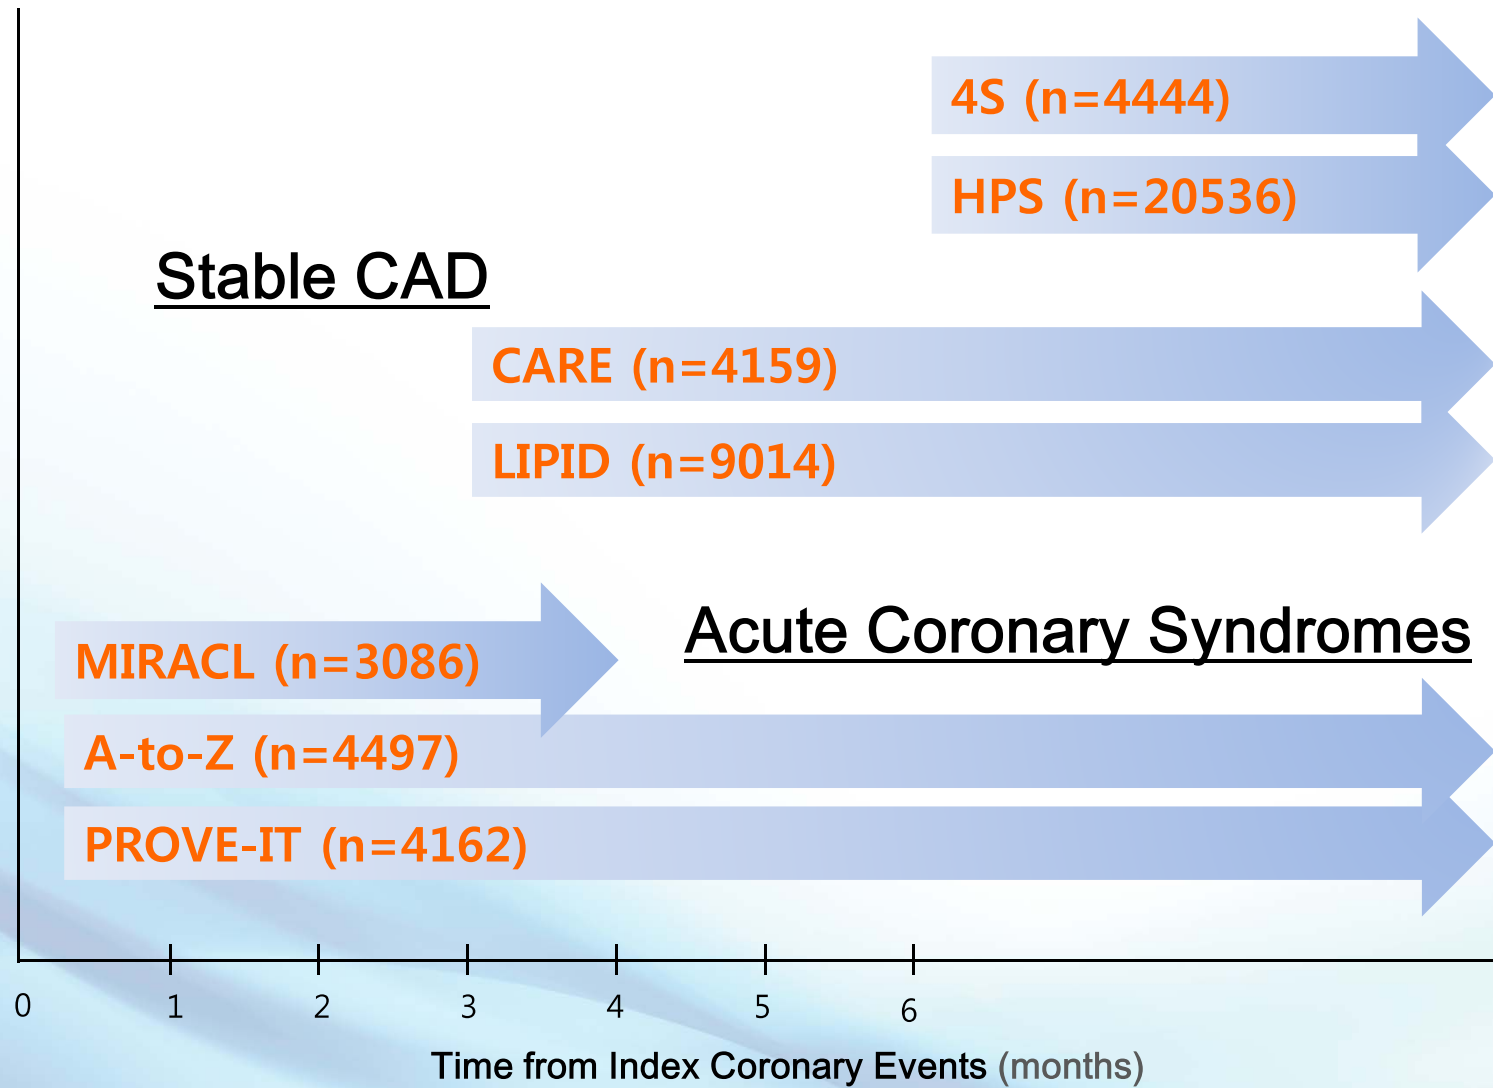 4S (n=4444)
HPS (n=20536)
Stable CAD
CARE (n=4159)
LIPID (n=9014)
Acute Coronary Syndromes
MIRACL (n=3086)
A-to-Z (n=4497)
PROVE-IT (n=4162)
0 1 2 3 4 5 6
Time from Index Coronary Events (months)